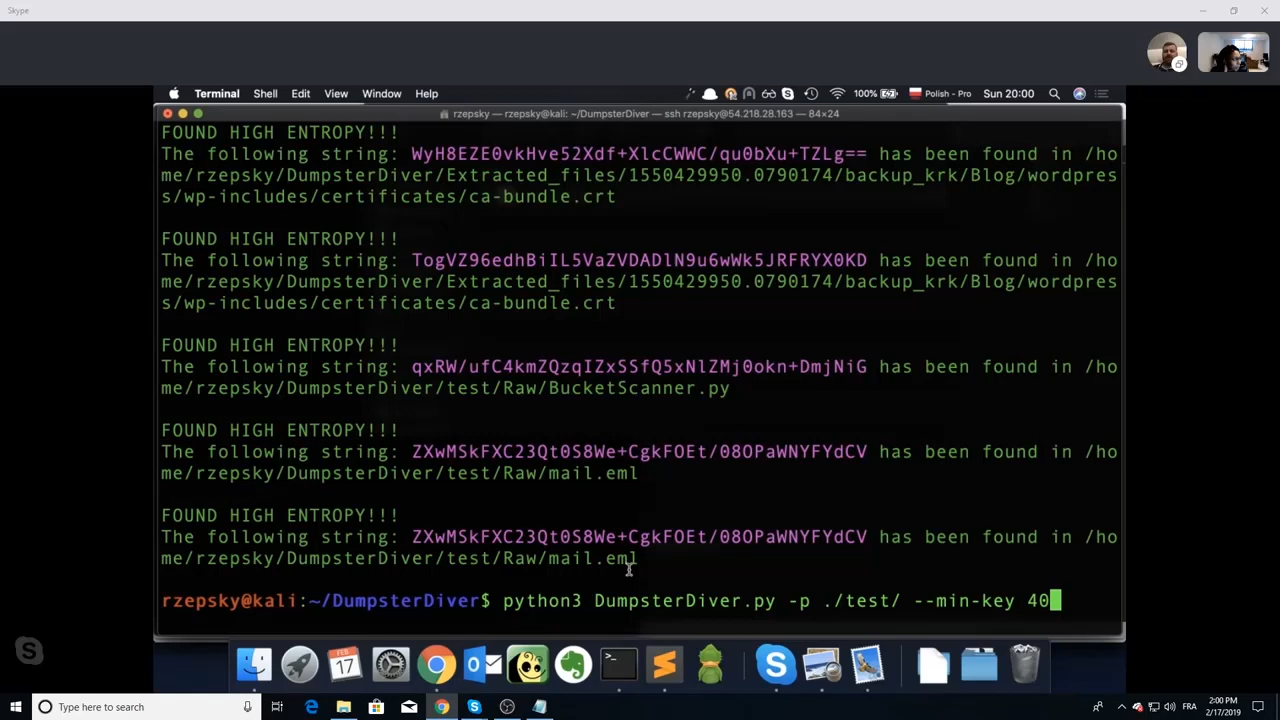 Skype
Terminal Shell Edit View Window Help 100% Polish - Pro Sun 20:00
rzepsky — rzepsky@kali: ~/DumpsterDiver — ssh rzepsky@54.218.28.163 — 84×24
FOUND HIGH ENTROPY!!!
The following string: WyH8EZE0vkHve52Xdf+XlcCWWC/qu0bXu+TZLg== has been found in /ho
me/rzepsky/DumpsterDiver/Extracted_files/1550429950.0790174/backup_krk/Blog/wordpres
s/wp-includes/certificates/ca-bundle.crt
FOUND HIGH ENTROPY!!!
The following string: TogVZ96edhBiIL5VaZVDADlN9u6wWk5JRFRYX0KD has been found in /ho
me/rzepsky/DumpsterDiver/Extracted_files/1550429950.0790174/backup_krk/Blog/wordpres
s/wp-includes/certificates/ca-bundle.crt
FOUND HIGH ENTROPY!!!
The following string: qxRW/ufC4kmZQzqIZxSSfQ5xNlZMj0okn+DmjNiG has been found in /ho
me/rzepsky/DumpsterDiver/test/Raw/BucketScanner.py
FOUND HIGH ENTROPY!!!
The following string: ZXwMSkFXC23Qt0S8We+CgkFOEt/08OPaWNYFYdCV has been found in /ho
me/rzepsky/DumpsterDiver/test/Raw/mail.eml
FOUND HIGH ENTROPY!!!
The following string: ZXwMSkFXC23Qt0S8We+CgkFOEt/08OPaWNYFYdCV has been found in /ho
me/rzepsky/DumpsterDiver/test/Raw/mail.eml
rzepsky@kali:~/DumpsterDiver$ python3 DumpsterDiver.py -p ./test/ --min-key 40
FEB
17
Type here to search
FRA
2:00 PM
2/17/2019